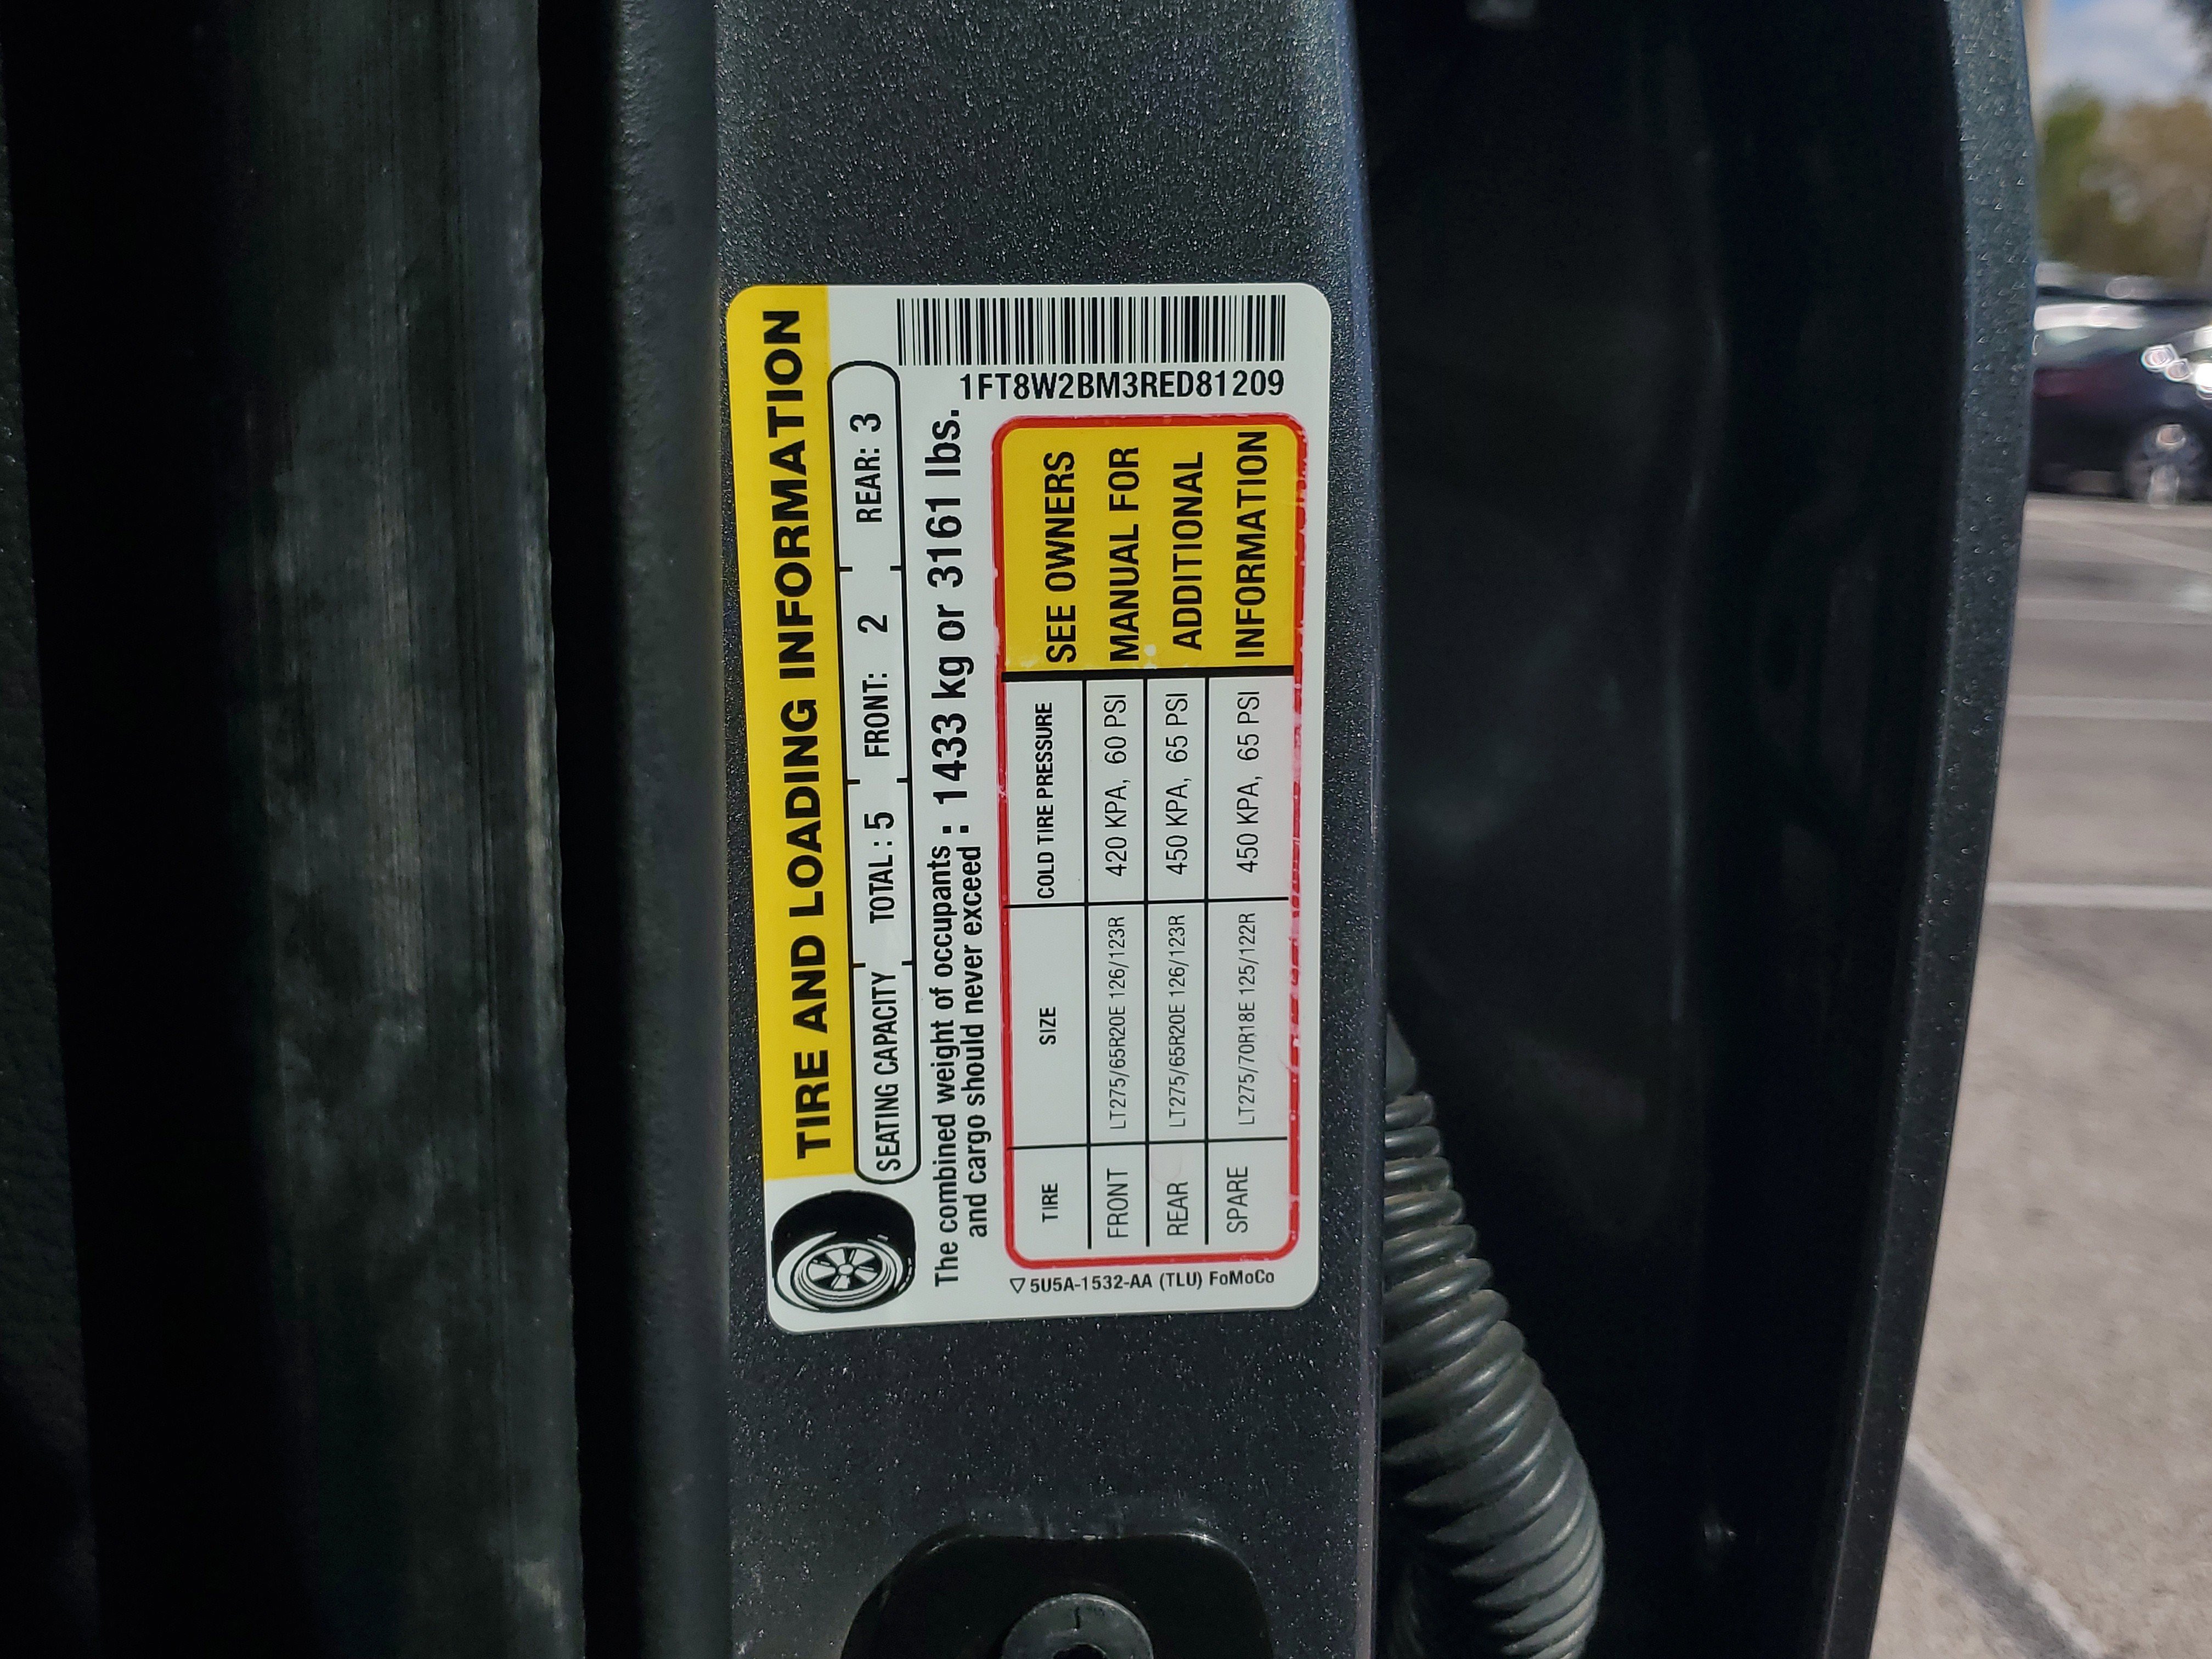 TIRE AND LOADING INFORMATION
SEATING CAPACITY TOTAL : 5 FRONT: 2 REAR: 3
The combined weight of occupants : 1433 kg or 3161 lbs.
and cargo should never exceed :
1FT8W2BM3RED81209
TIRE SIZE COLD TIRE PRESSURE
FRONT LT275/65R20E 126/123R 420 KPA, 60 PSI
REAR LT275/65R20E 126/123R 450 KPA, 65 PSI
SPARE LT275/70R18E 125/122R 450 KPA, 65 PSI
SEE OWNERS
MANUAL FOR
ADDITIONAL
INFORMATION
5U5A-1532-AA (TLU) FoMoCo